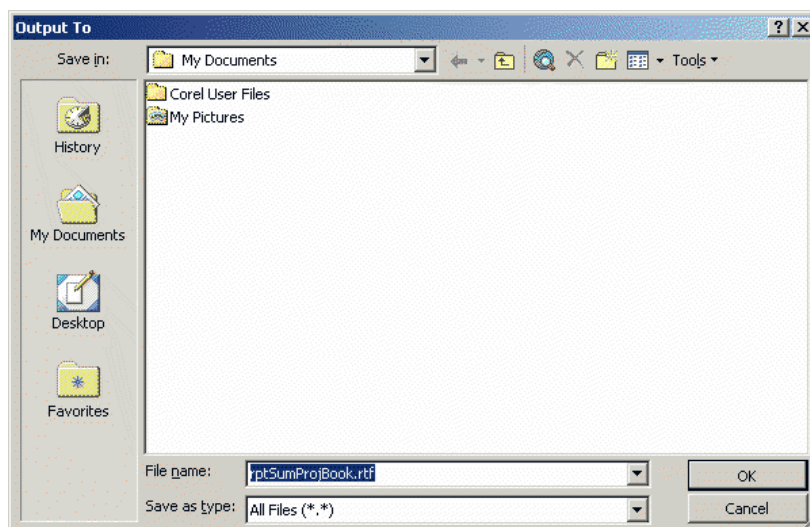 Output To
Save in: My Documents Tools
Corel User Files
My Pictures
History
My Documents
Desktop
Favorites
File name: rptSumProjBook.rtf OK
Save as type: All Files (*.*) Cancel